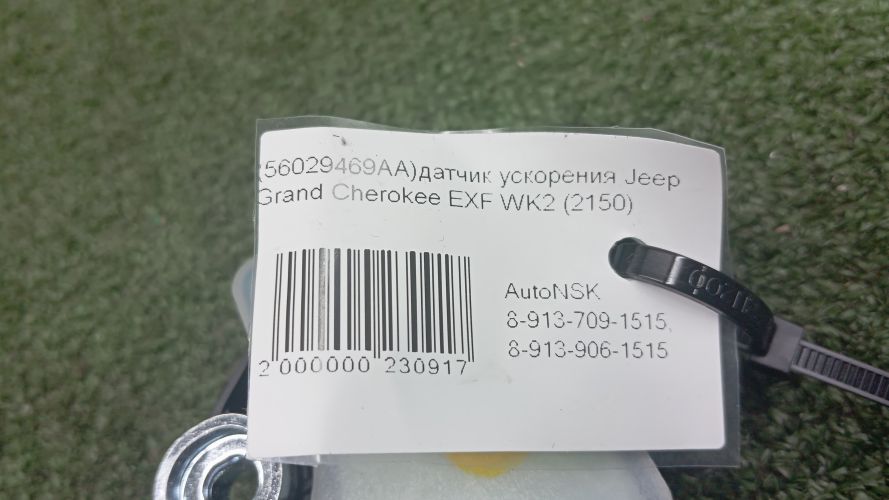 (56029469AA)датчик ускорения Jeep
Grand Cherokee EXF WK2 (2150)
AutoNSK
8-913-709-1515,
8-913-906-1515
2 000000 230917